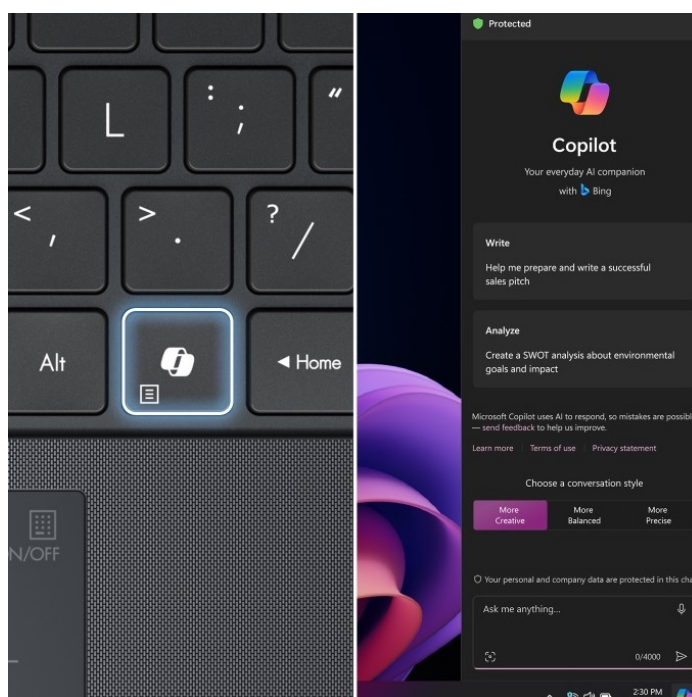 L
: ;
"
< ,
> .
? /
Alt
◄ Home
N/OFF
Protected
Copilot
Your everyday AI companion
with Bing
Write
Help me prepare and write a successful
sales pitch
Analyze
Create a SWOT analysis about environmental
goals and impact
Microsoft Copilot uses AI to respond, so mistakes are possibl
— send feedback to help us improve.
Learn more
Terms of use
Privacy statement
Choose a conversation style
More
Creative
More
Balanced
More
Precise
Your personal and company data are protected in this cha
Ask me anything...
0/4000
2:30 PM